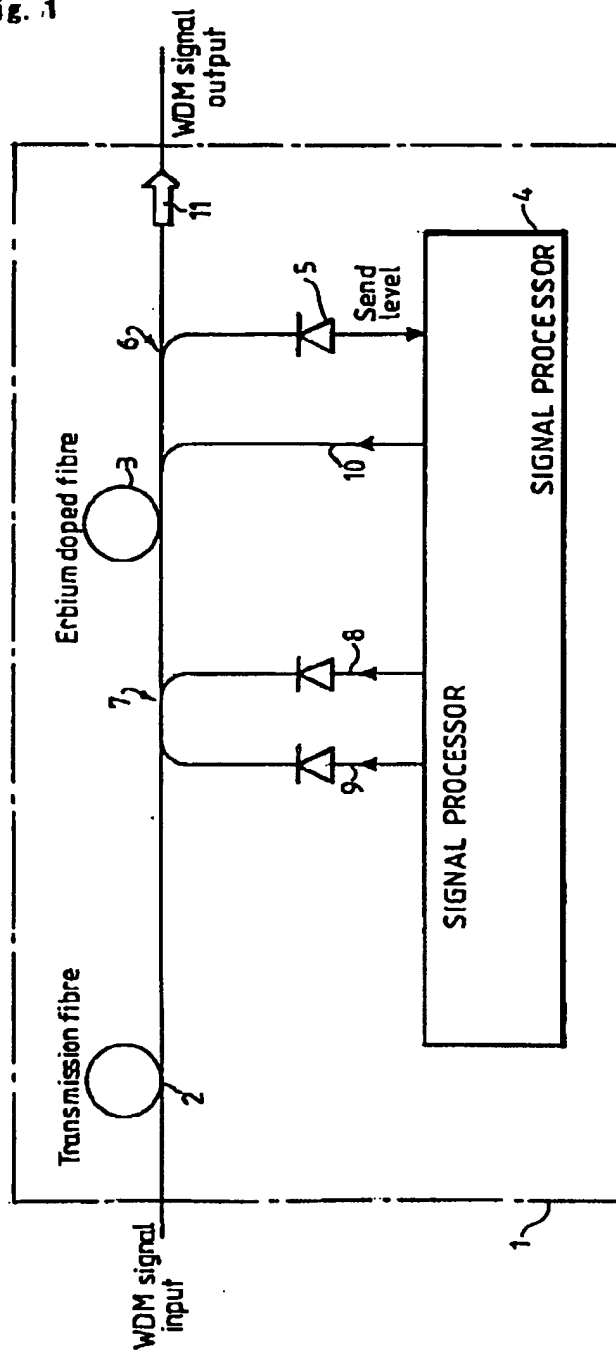 Fig. 1
WDM signal
input
Transmission fibre
2
Erbium doped fibre
3
7
6
11
WDM signal
output
9
8
10
5
Send
level
4
SIGNAL PROCESSOR
SIGNAL PROCESSOR
1